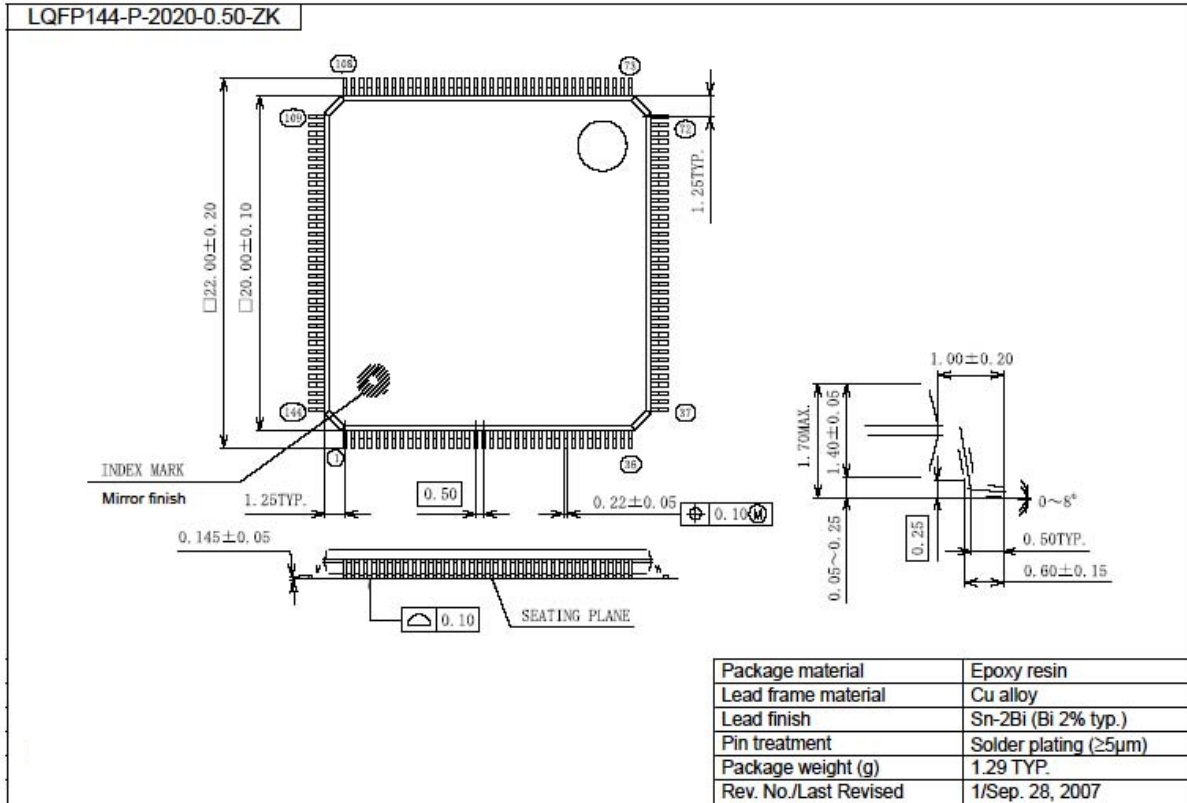 LQFP144-P-2020-0.50-ZK
108
73
109
72
1.25TYP.
□22.00±0.20
□20.00±0.10
144
37
1
36
INDEX MARK
Mirror finish
1.25TYP.
0.50
0.22±0.05
0.10 M
0.145±0.05
0.10
SEATING PLANE
1.00±0.20
1.70MAX.
1.40±0.05
0.05~0.25
0.25
0~8°
0.50TYP.
0.60±0.15
Package material Epoxy resin
Lead frame material Cu alloy
Lead finish Sn-2Bi (Bi 2% typ.)
Pin treatment Solder plating (≥5μm)
Package weight (g) 1.29 TYP.
Rev. No./Last Revised 1/Sep. 28, 2007